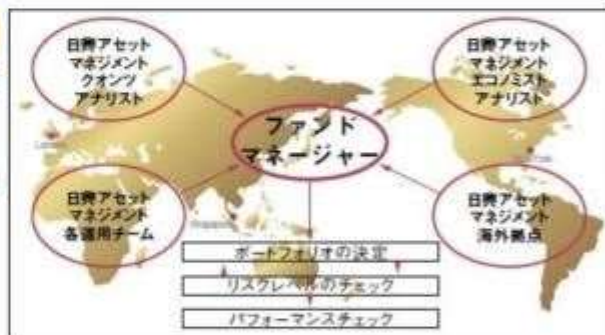 日興アセット
マネジメント
クオンツ
アナリスト
日興アセット
マネジメント
エコノミスト
アナリスト
ファンド
マネージャー
日興アセット
マネジメント
各運用チーム
日興アセット
マネジメント
海外拠点
ポートフォリオの決定
リスクレベルのチェック
パフォーマンスチェック